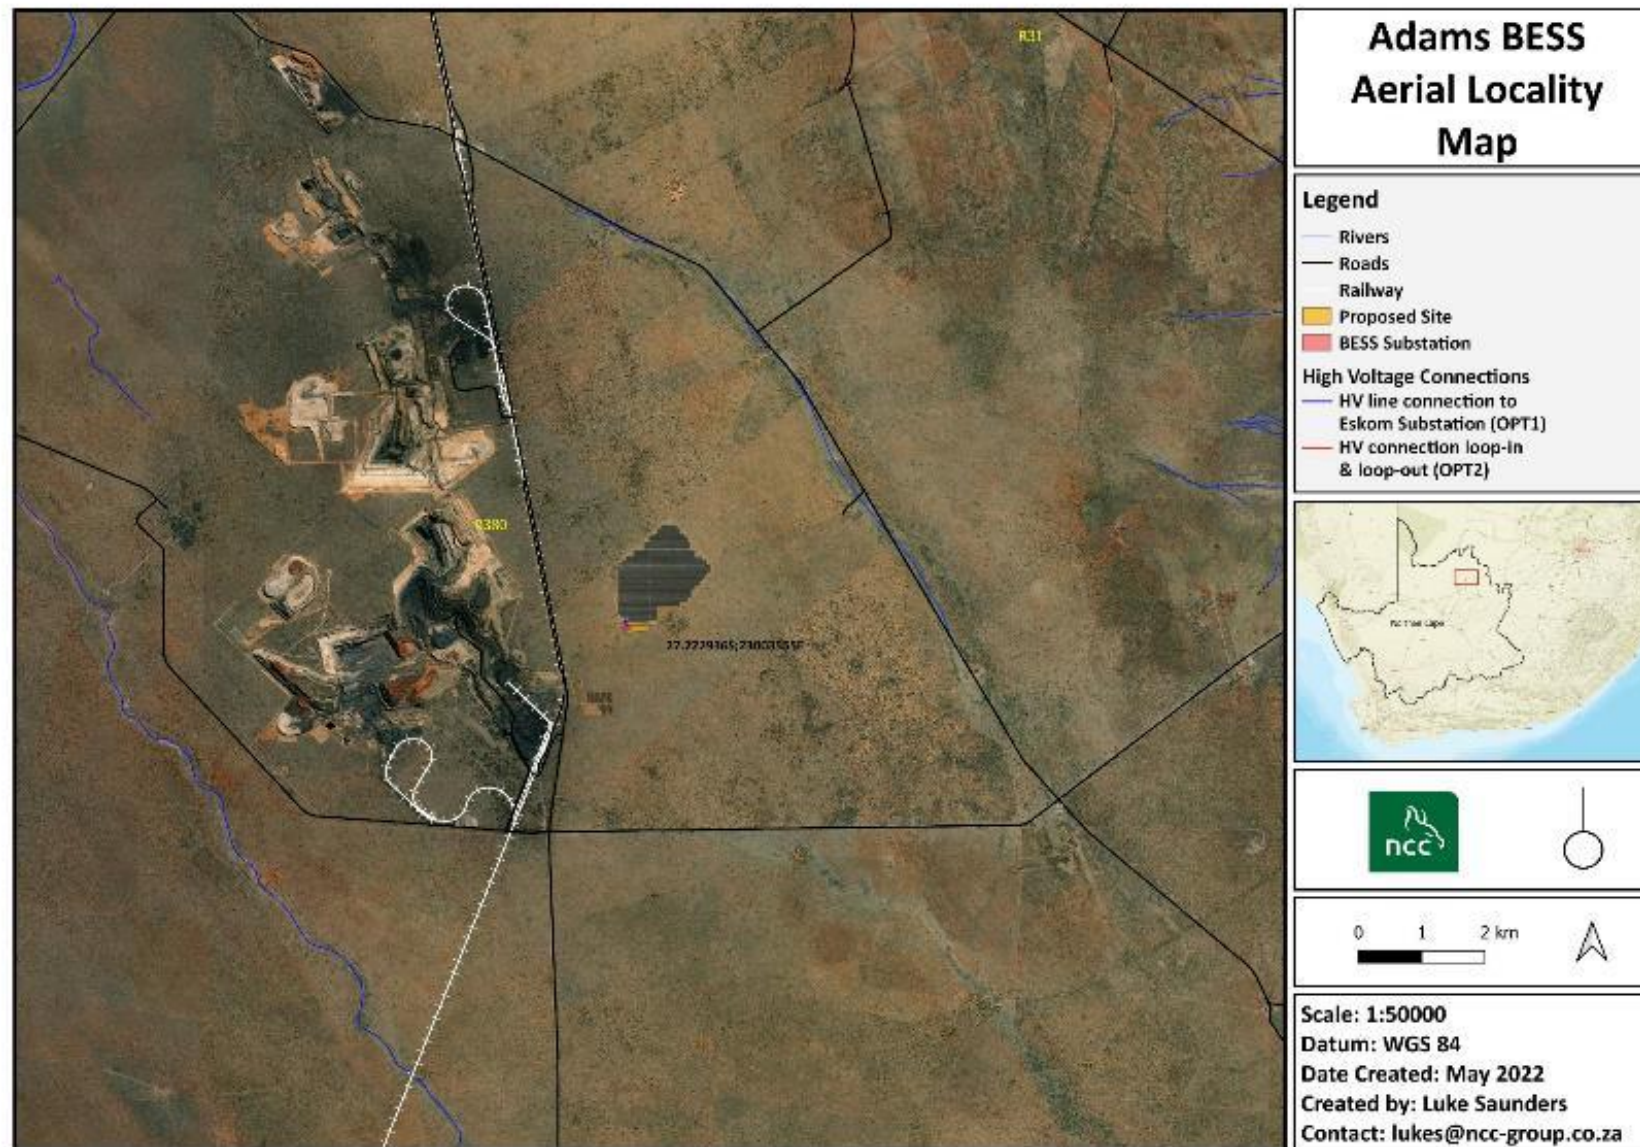 R31
R380
Adams BESS
Aerial Locality
Map
Legend
Rivers
Roads
Railway
Proposed Site
BESS Substation
High Voltage Connections
HV line connection to
Eskom Substation (OPT1)
HV connection loop-in
& loop-out (OPT2)
Northern Cape
ncc
0 1 2 km
Scale: 1:50000
Datum: WGS 84
Date Created: May 2022
Created by: Luke Saunders
Contact: lukes@ncc-group.co.za